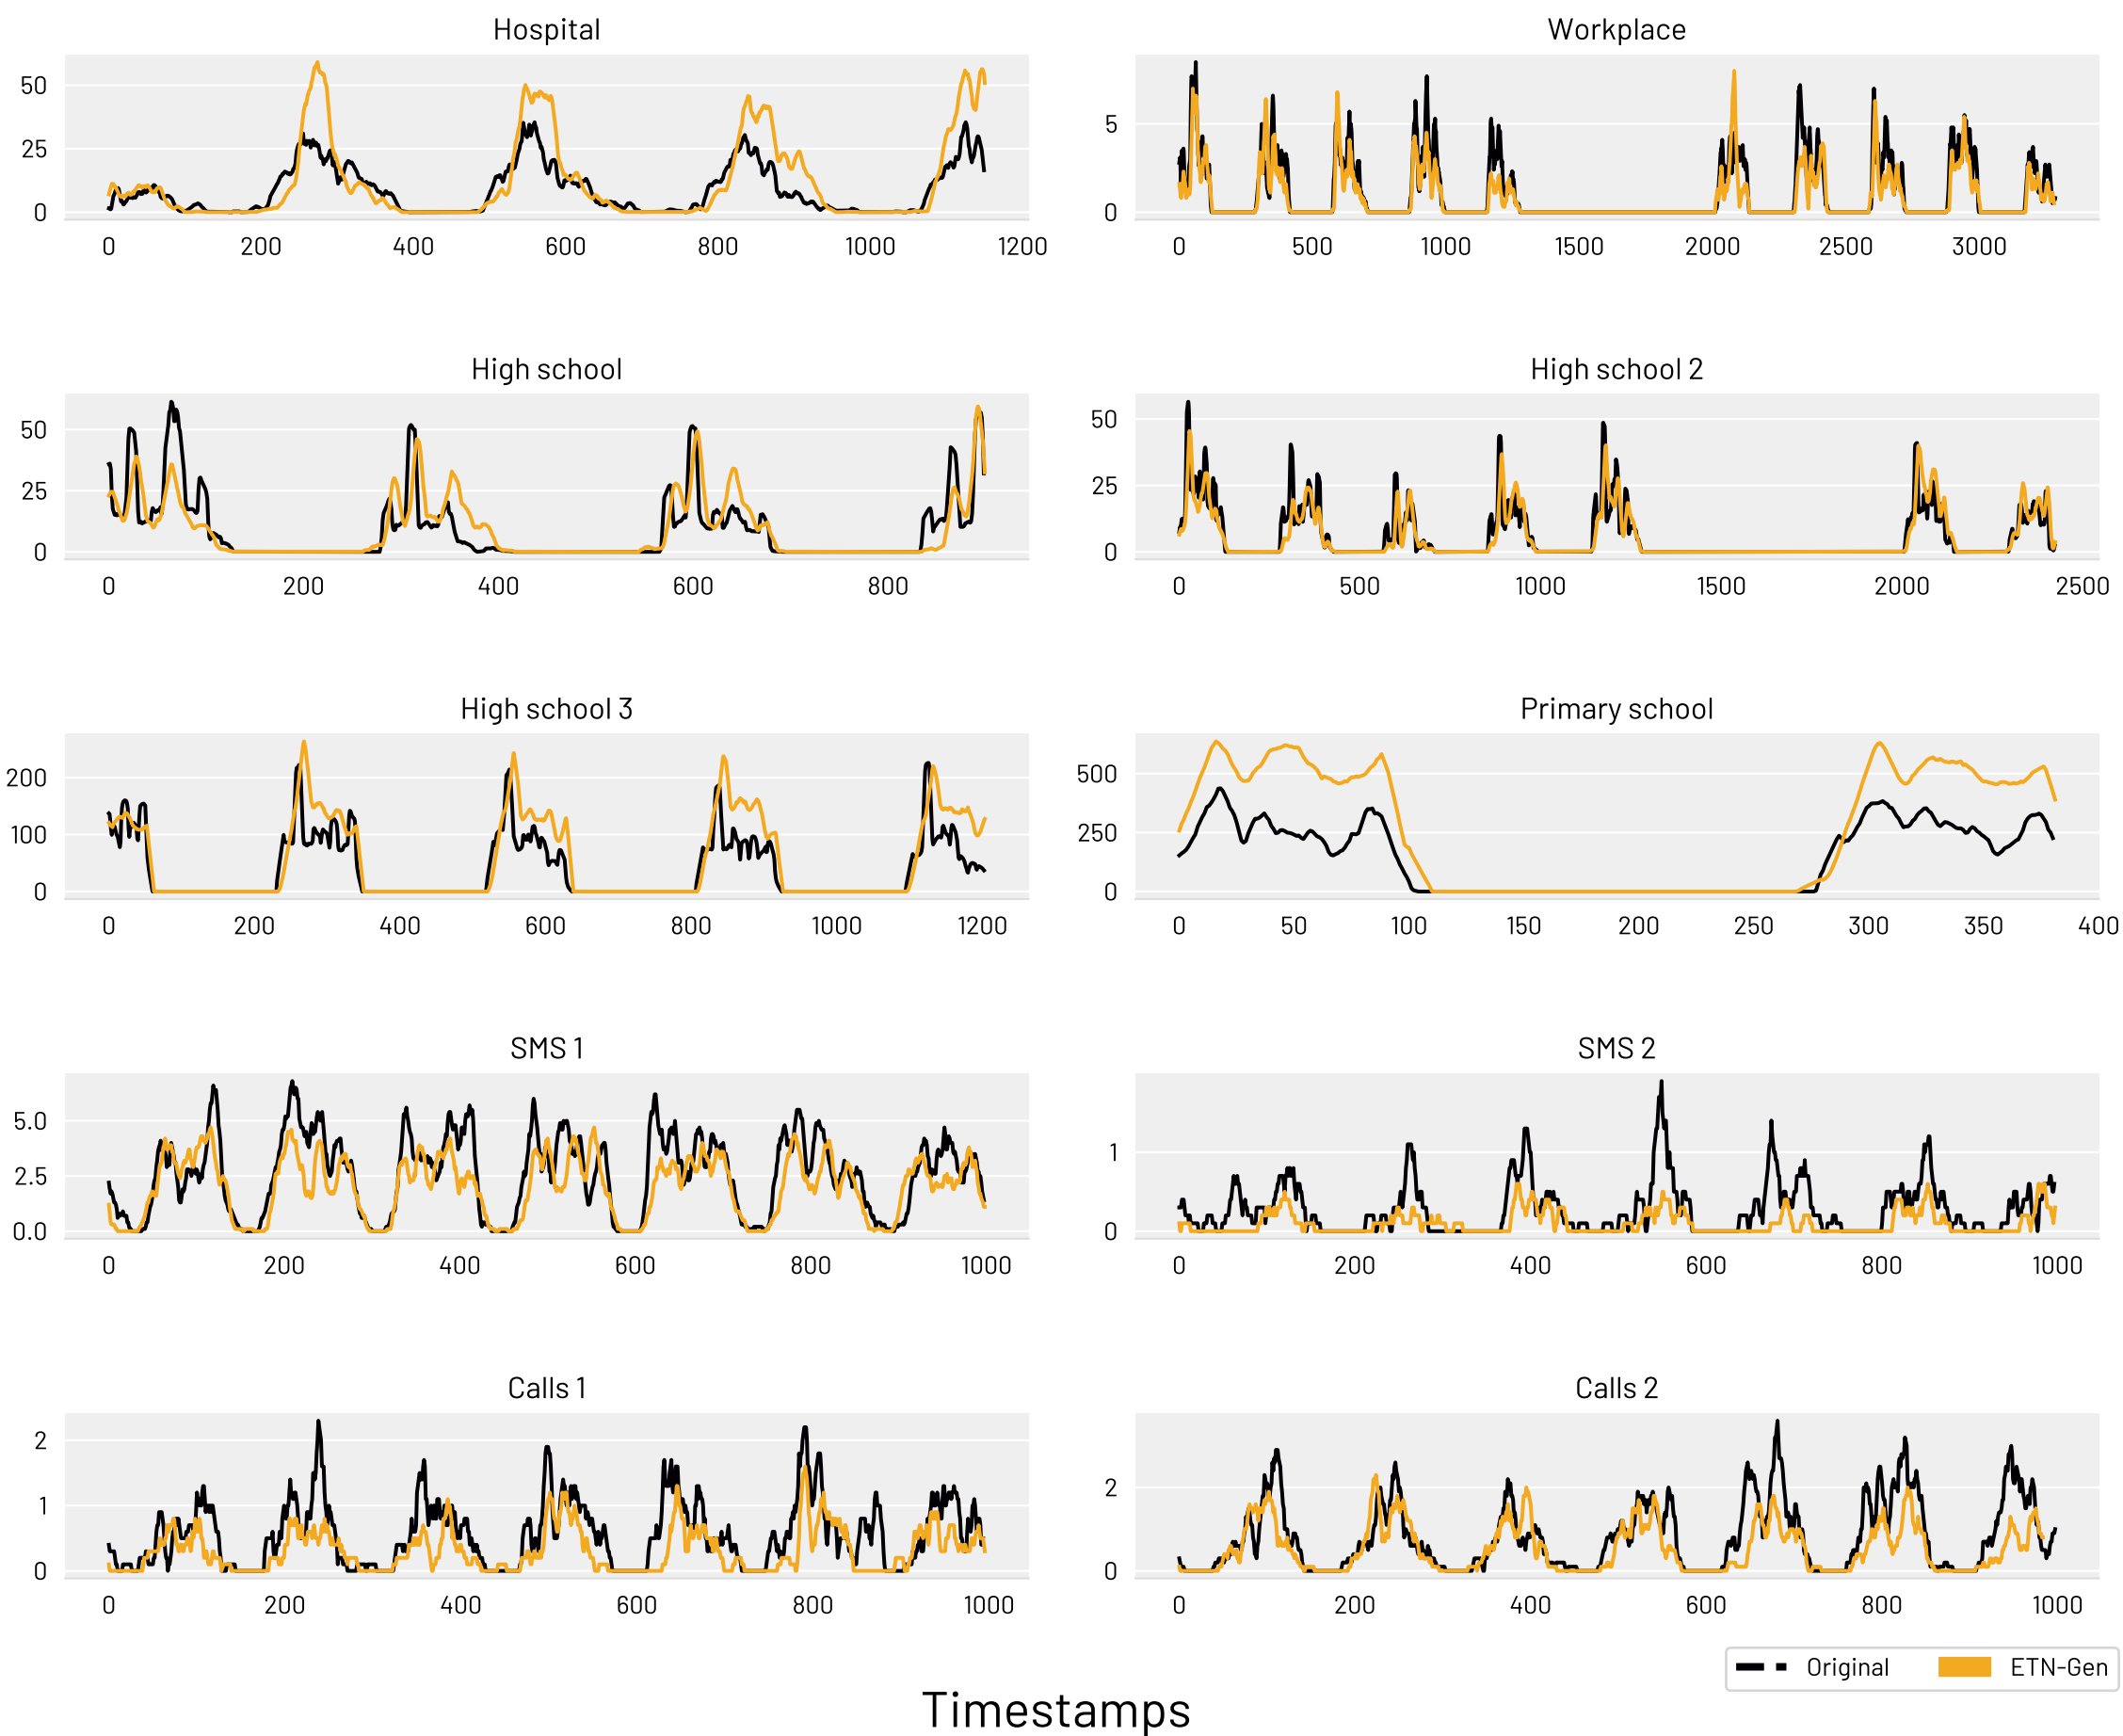 Hospital
50
25
0
0 200 400 600 800 1000 1200
Workplace
5
0
0 500 1000 1500 2000 2500 3000
High school
50
25
0
0 200 400 600 800
High school 2
50
25
0
0 500 1000 1500 2000 2500
High school 3
200
100
0
0 200 400 600 800 1000 1200
Primary school
500
250
0
0 50 100 150 200 250 300 350 400
SMS 1
5.0
2.5
0.0
0 200 400 600 800 1000
SMS 2
1
0
0 200 400 600 800 1000
Calls 1
2
1
0
0 200 400 600 800 1000
Calls 2
2
0
0 200 400 600 800 1000
Original ETN-Gen
Timestamps